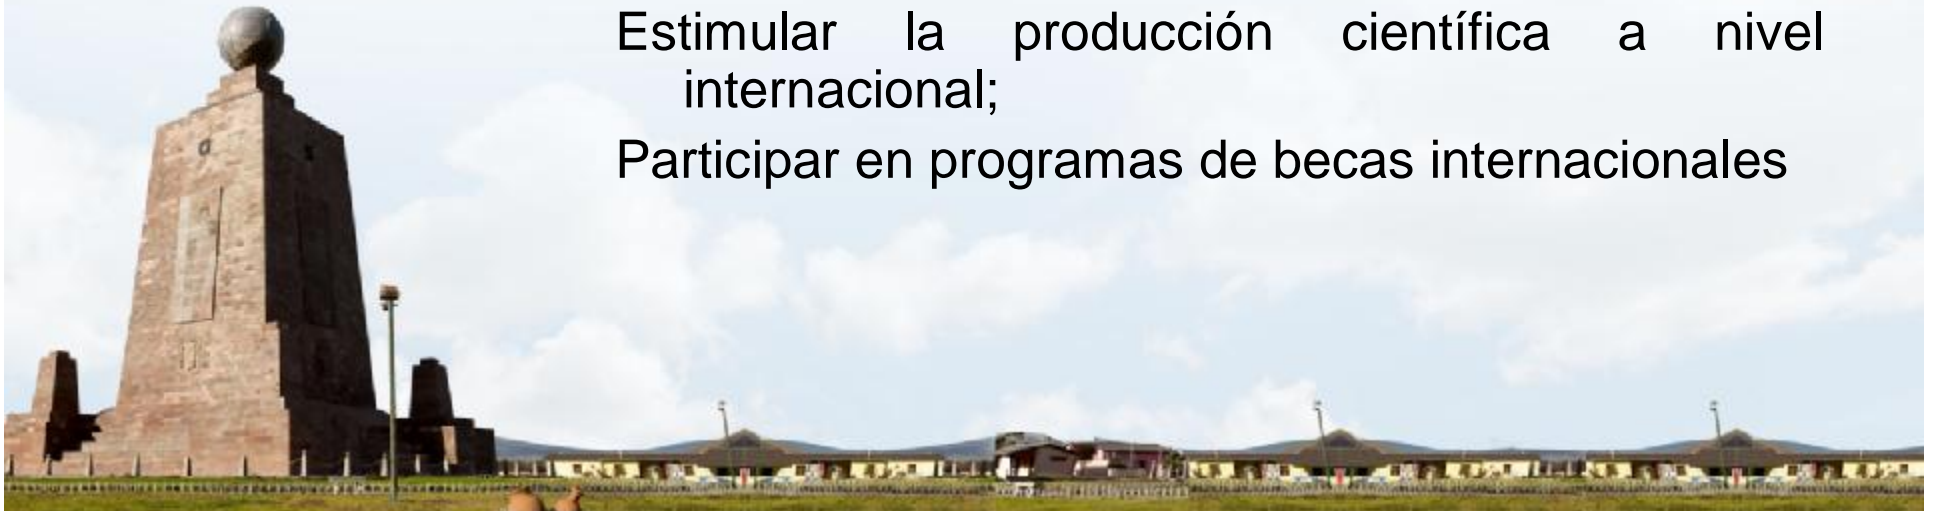 Estimular la producción científica a nivel
internacional;
Participar en programas de becas internacionales